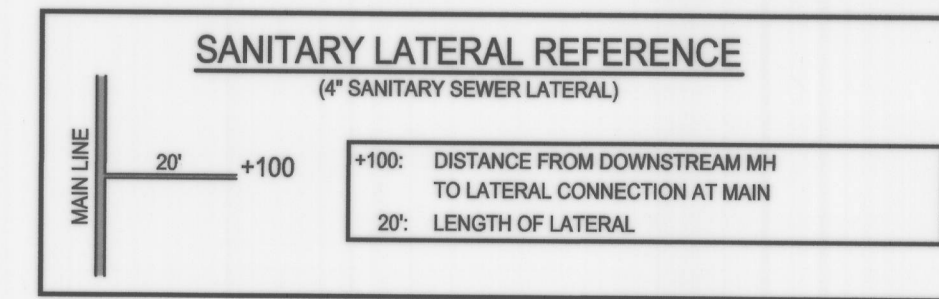 SANITARY LATERAL REFERENCE
(4" SANITARY SEWER LATERAL)
MAIN LINE
20'
+100
+100: DISTANCE FROM DOWNSTREAM MH
TO LATERAL CONNECTION AT MAIN
20': LENGTH OF LATERAL